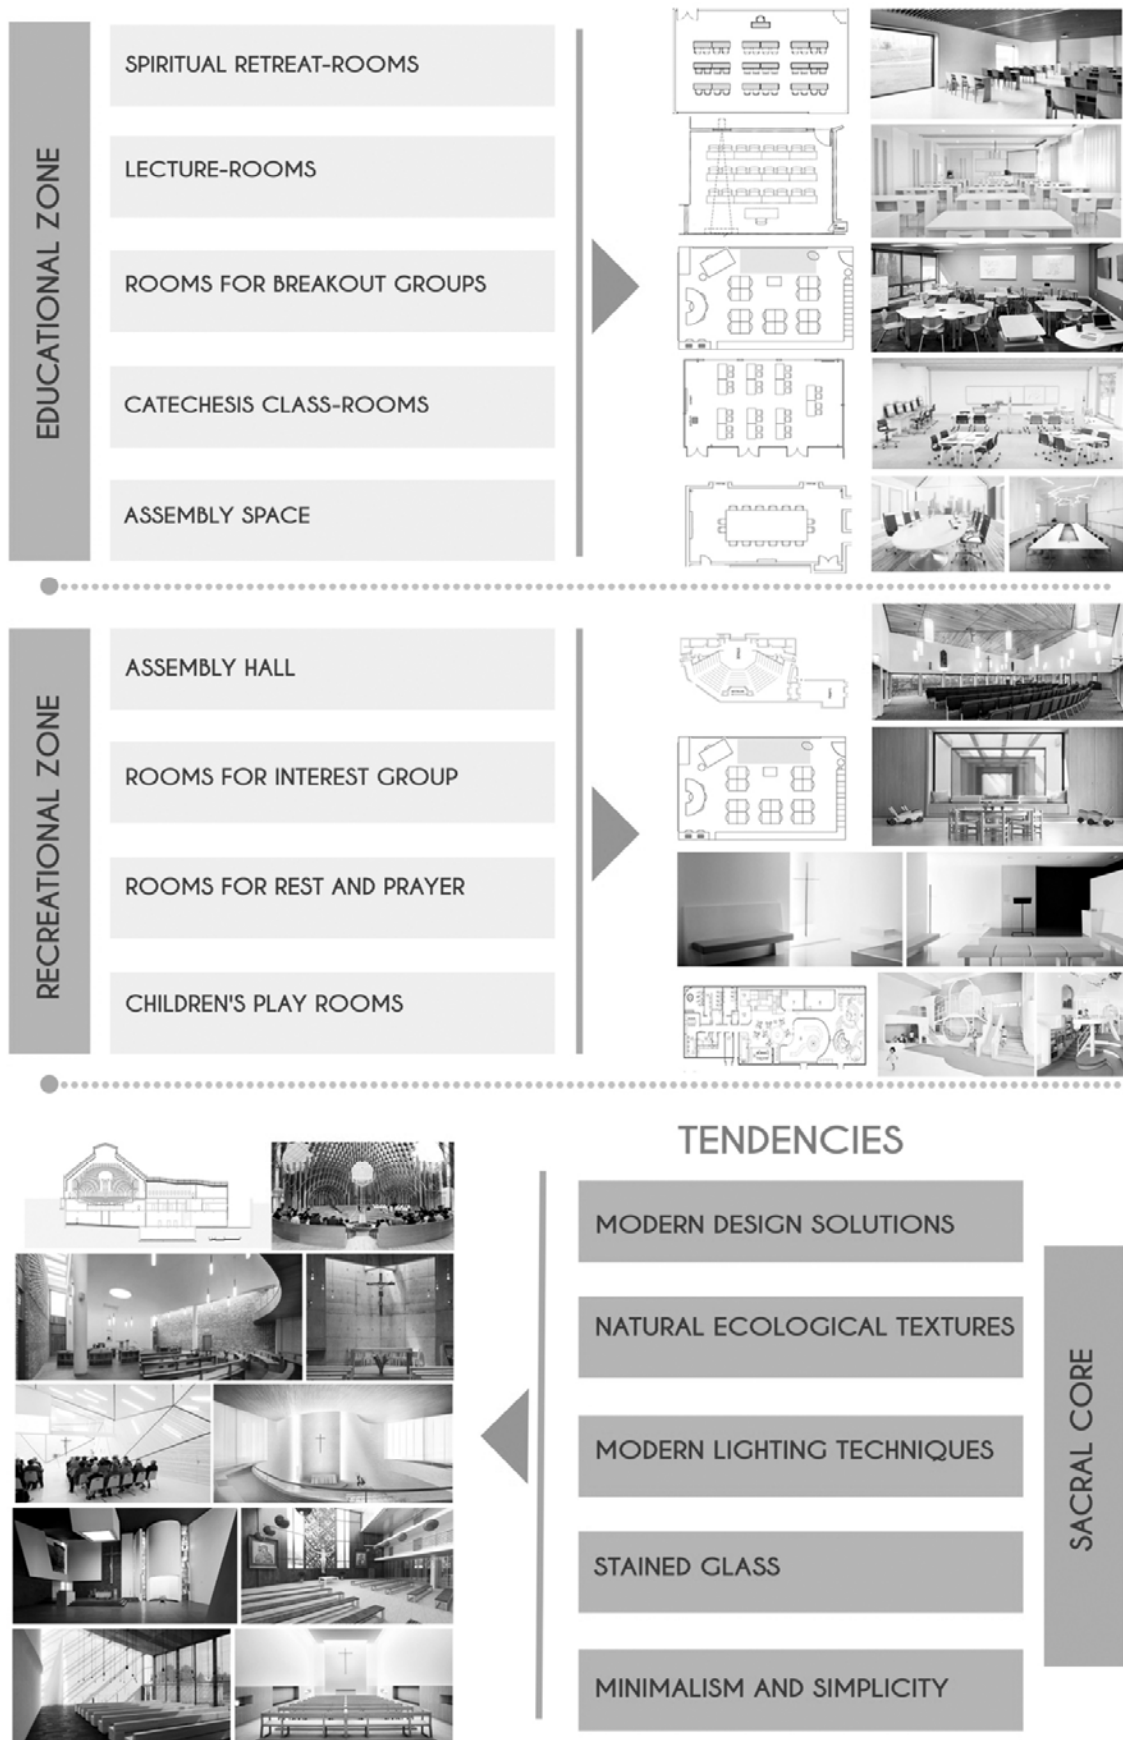 EDUCATIONAL ZONE
SPIRITUAL RETREAT-ROOMS
LECTURE-ROOMS
ROOMS FOR BREAKOUT GROUPS
CATECHESIS CLASS-ROOMS
ASSEMBLY SPACE
RECREATIONAL ZONE
ASSEMBLY HALL
ROOMS FOR INTEREST GROUP
ROOMS FOR REST AND PRAYER
CHILDREN'S PLAY ROOMS
TENDENCIES
MODERN DESIGN SOLUTIONS
NATURAL ECOLOGICAL TEXTURES
MODERN LIGHTING TECHNIQUES
STAINED GLASS
MINIMALISM AND SIMPLICITY
SACRAL CORE